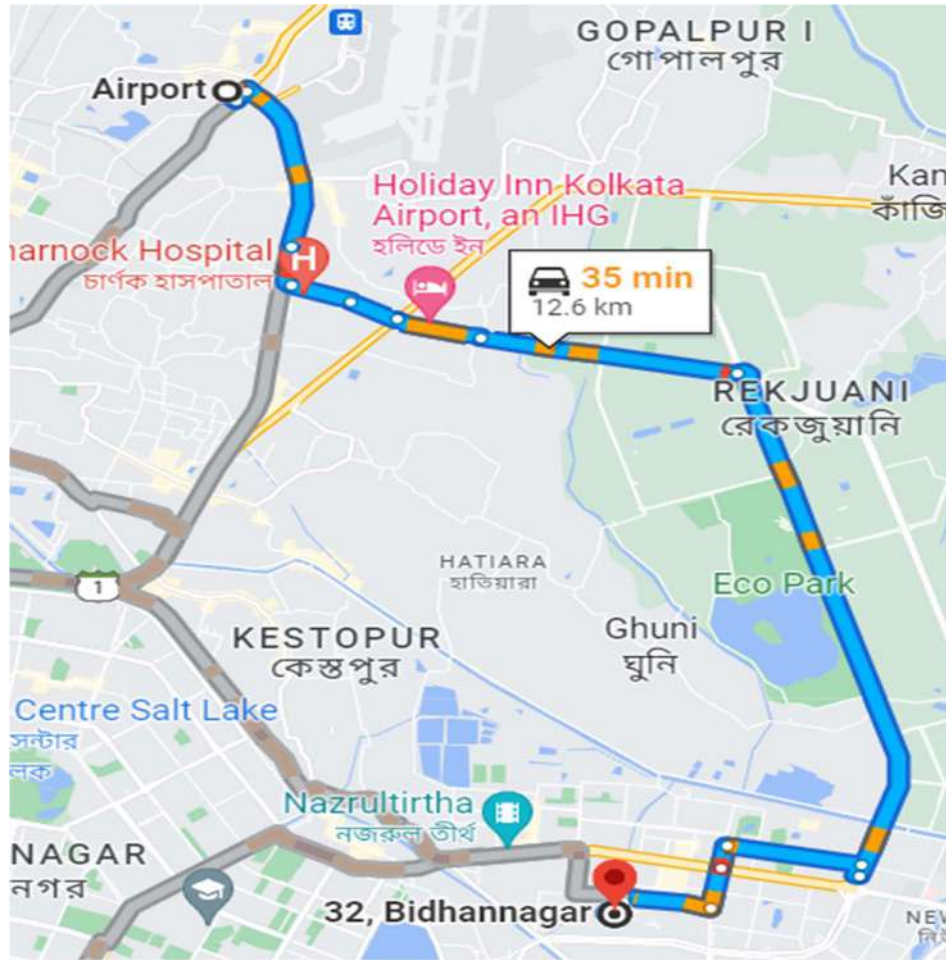 GOPALPUR I
গোপালপুর
Airport
Holiday Inn Kolkata
Airport, an IHG
হলিডে ইন
Kan
কাঁজি
harnock Hospital
চার্ণক হাসপাতাল
H
35 min
12.6 km
REKJUANI
রেকজুয়ানি
HATIARA
হাতিয়ারা
Eco Park
1
KESTOPUR
কেস্তপুর
Ghuni
ঘুনি
Centre Salt Lake
সেন্টার
লক
Nazrultirtha
নজরুল তীর্থ
NAGAR
নগর
32, Bidhannagar
NEW